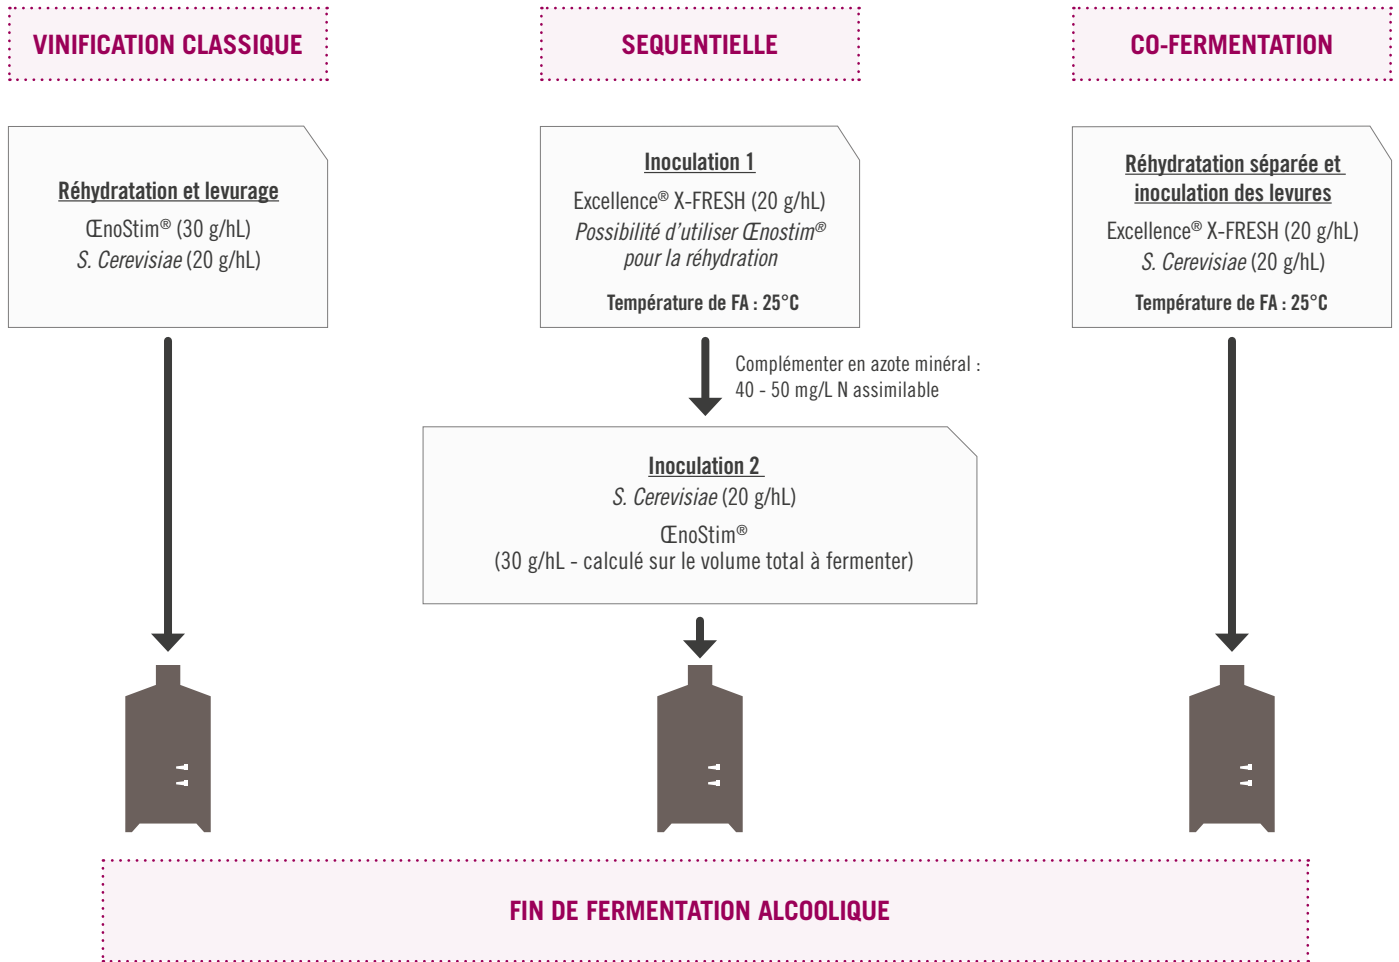 VINIFICATION CLASSIQUE
SEQUENTIELLE
CO-FERMENTATION
Réhydratation et levurage
ŒnoStim® (30 g/hL)
S. Cerevisiae (20 g/hL)
Inoculation 1
Excellence® X-FRESH (20 g/hL)
Possibilité d'utiliser Œnostim®
pour la réhydration
Température de FA : 25°C
Réhydratation séparée et
inoculation des levures
Excellence® X-FRESH (20 g/hL)
S. Cerevisiae (20 g/hL)
Température de FA : 25°C
Complémenter en azote minéral :
40 - 50 mg/L N assimilable
Inoculation 2
S. Cerevisiae (20 g/hL)
ŒnoStim®
(30 g/hL - calculé sur le volume total à fermenter)
FIN DE FERMENTATION ALCOOLIQUE